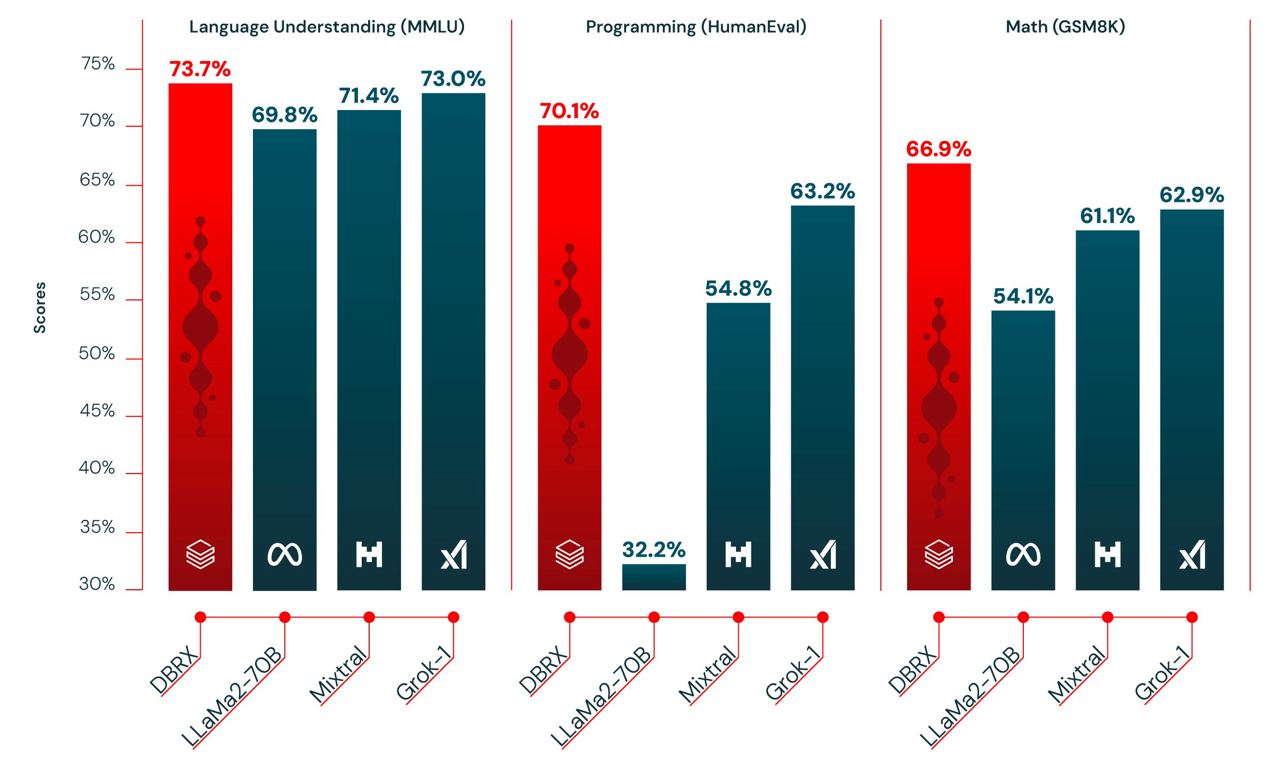 Language Understanding (MMLU)
Programming (HumanEval)
Math (GSM8K)
Scores
75%
70%
65%
60%
55%
50%
45%
40%
35%
30%
73.7%
69.8%
71.4%
73.0%
DBRX
LLaMa2-70B
Mixtral
Grok-1
70.1%
32.2%
54.8%
63.2%
DBRX
LLaMa2-70B
Mixtral
Grok-1
66.9%
54.1%
61.1%
62.9%
DBRX
LLaMa2-70B
Mixtral
Grok-1